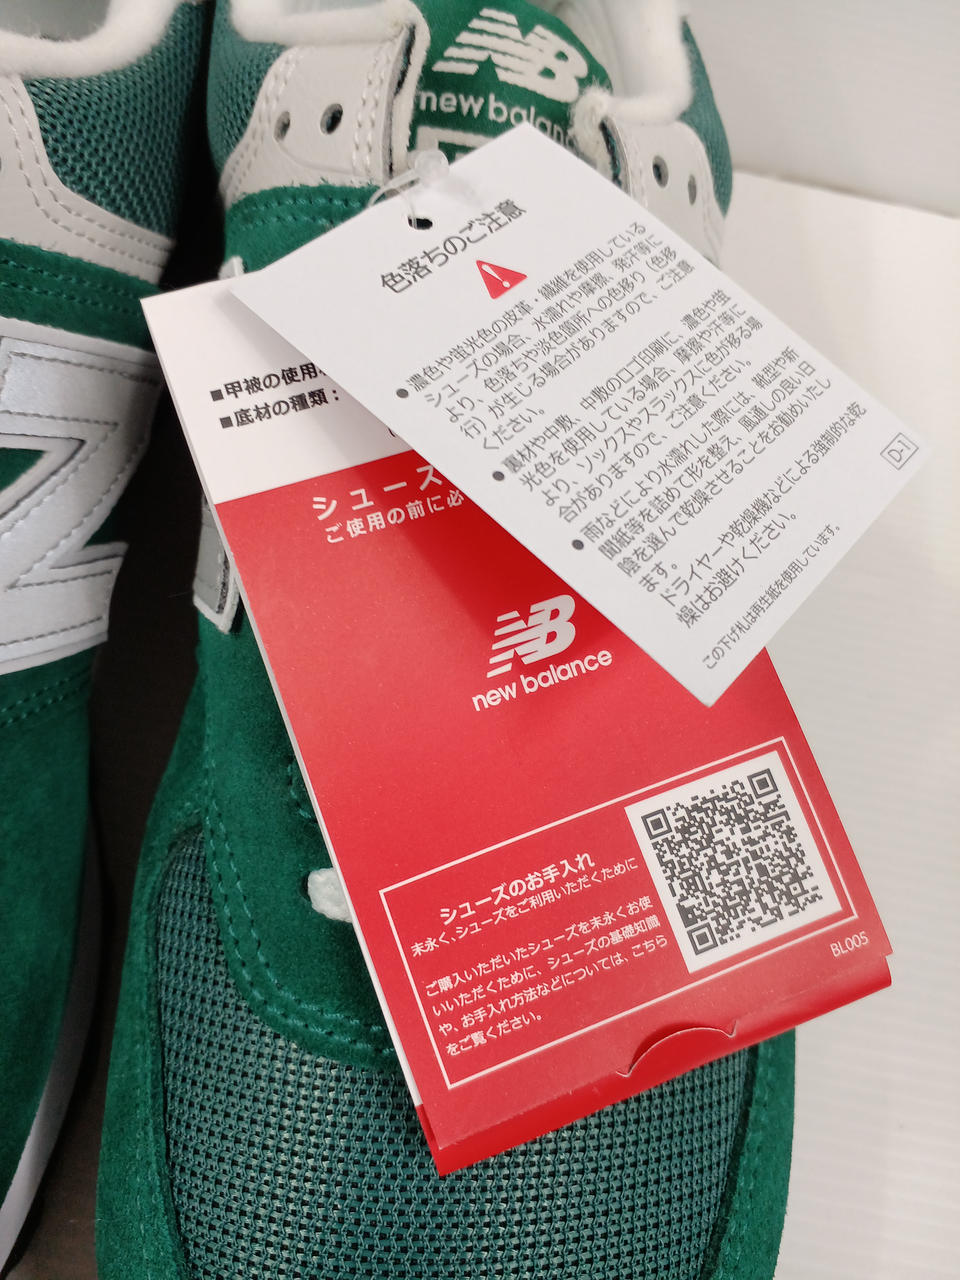 NB
new balance
色落ちのご注意
● 濃色や蛍光色の皮革・繊維を使用している
シューズの場合、水濡れや摩擦、発汗等に
より、色落ちや淡色箇所への色移り（色移
行）が生じる場合がありますので、ご注意
ください。
● 裏材や中敷、中敷のロゴ印刷に、濃色や蛍
光色を使用している場合、摩擦や汗等に
より、ソックスやスラックスに色が移る場
合がありますので、ご注意ください。
● 雨などにより水濡れした際には、靴型や新
聞紙等を詰めて形を整え、風通しの良い日
陰を選んで乾燥させることをお勧めいたし
ます。
ドライヤーや乾燥機などによる強制的な乾
燥はお避けください。
D-1
この下げ札は再生紙を使用しています。
■甲被の使用
■底材の種類：
シューズ
ご使用の前に必
NB
new balance
シューズのお手入れ
末永く、シューズをご利用いただくために
ご購入いただいたシューズを末永くお使
いいただくために、シューズの基礎知識
や、お手入れ方法などについては、こちら
をご覧ください。
BL005